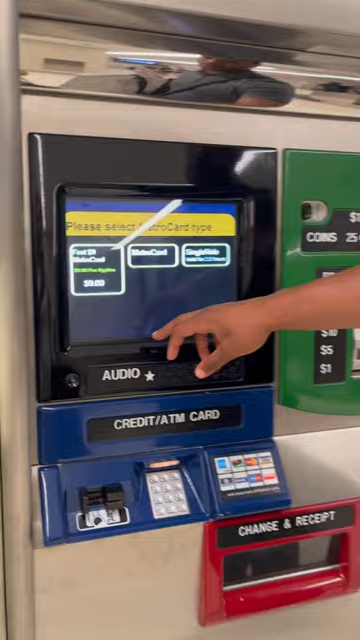 Please select MetroCard type
Fast $9
MetroCard
$9.00
MetroCard
SingleRide
AUDIO ★
CREDIT/ATM CARD
COINS
$10
$5
$1
CHANGE & RECEIPT